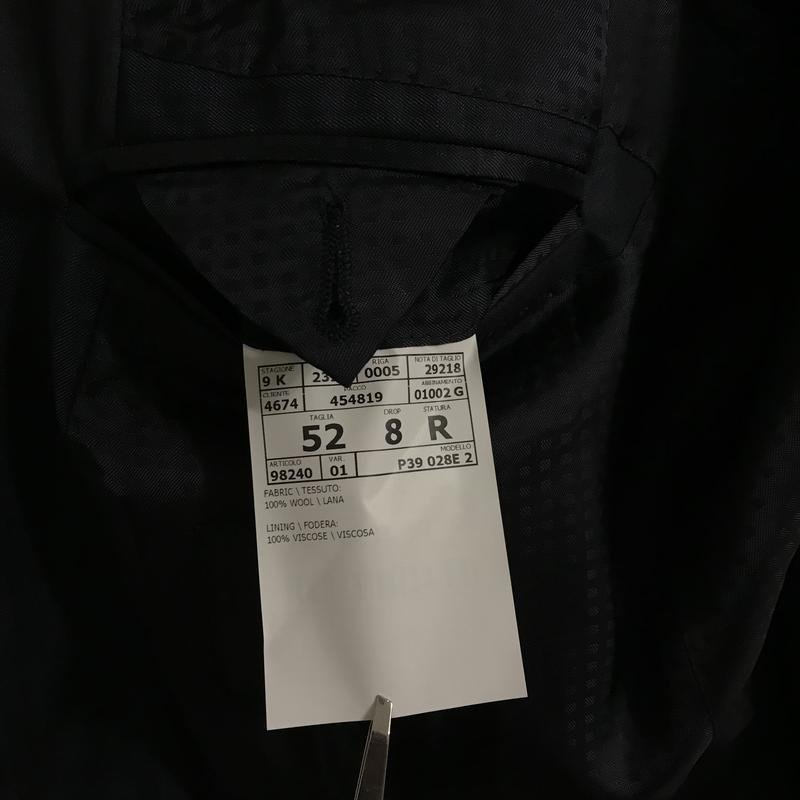 STAGIONE RIGA NOTA DI TAGLIO
9 K 0005 29218
CLIENTE PACCO ABBINAMENTO
4674 454819 01002 G
TAGLIA DROP STATURA
52 8 R
ARTICOLO VAR. MODELLO
98240 01 P39 028E 2
FABRIC \ TESSUTO:
100% WOOL \ LANA
LINING \ FODERA:
100% VISCOSE \ VISCOSA